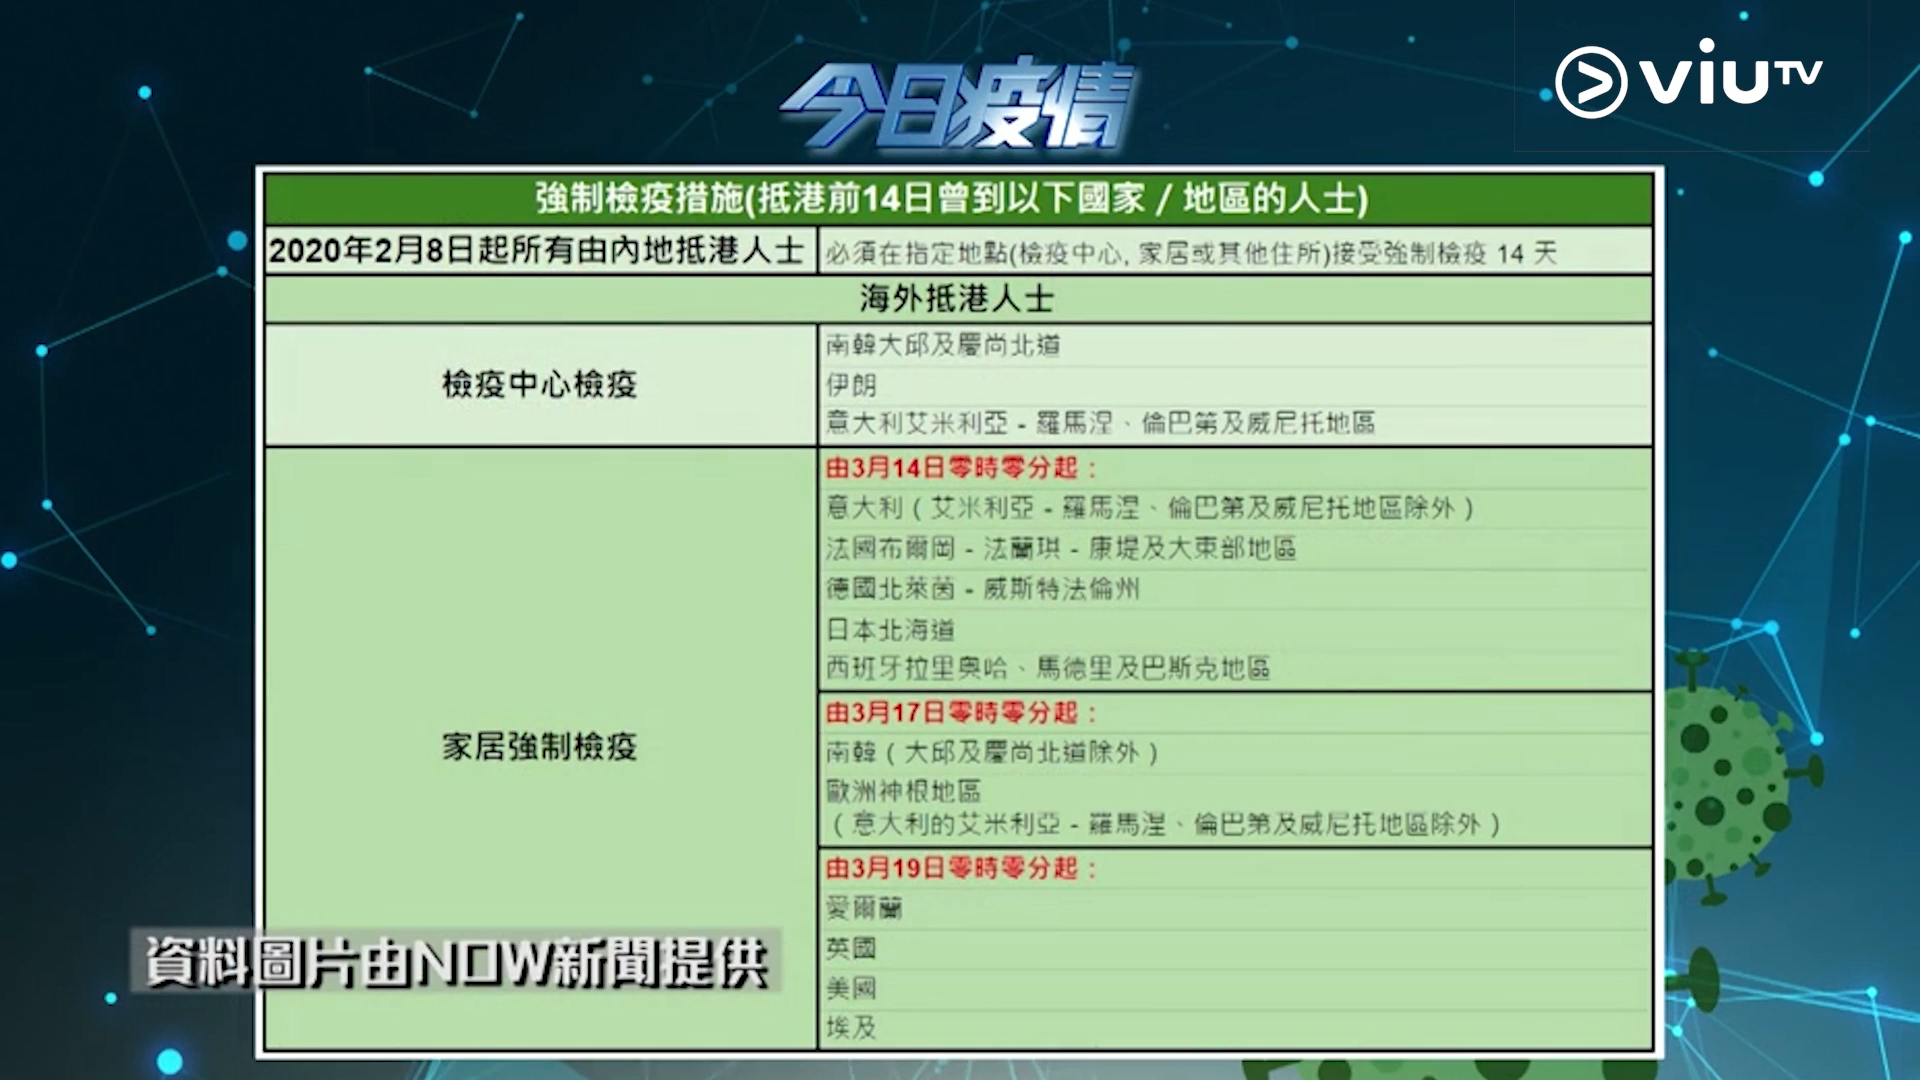 viuTV
今日疫情
強制檢疫措施(抵港前14日曾到以下國家 / 地區的人士)
2020年2月8日起所有由內地抵港人士
必須在指定地點(檢疫中心, 家居或其他住所)接受強制檢疫 14 天
海外抵港人士
檢疫中心檢疫
南韓大邱及慶尚北道
伊朗
意大利艾米利亞 - 羅馬涅、倫巴第及威尼托地區
家居強制檢疫
由3月14日零時零分起：
意大利（艾米利亞 - 羅馬涅、倫巴第及威尼托地區除外）
法國布爾岡 - 法蘭琪 - 康堤及大東部地區
德國北萊茵 - 威斯特法倫州
日本北海道
西班牙拉里奧哈、馬德里及巴斯克地區
由3月17日零時零分起：
南韓（大邱及慶尚北道除外）
歐洲神根地區
（意大利的艾米利亞 - 羅馬涅、倫巴第及威尼托地區除外）
由3月19日零時零分起：
愛爾蘭
英國
美國
埃及
資料圖片由NOW新聞提供